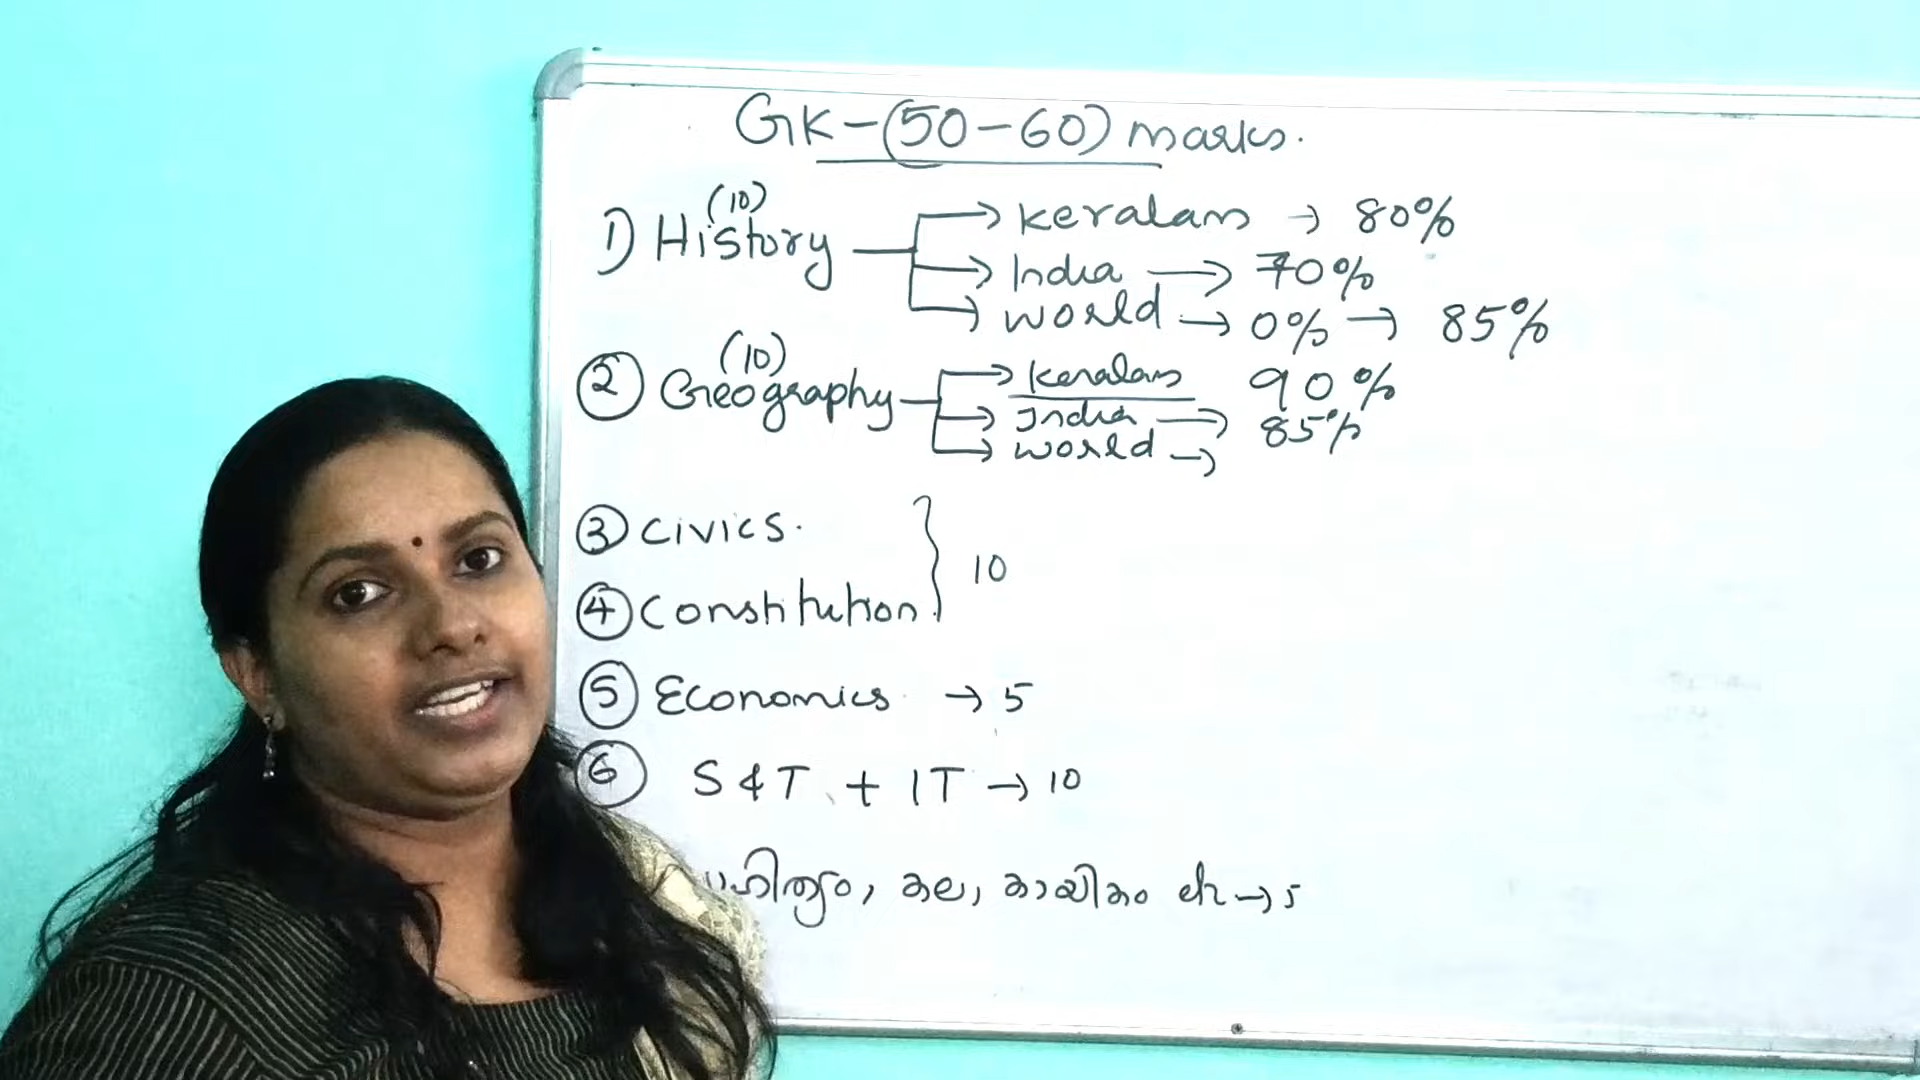 GK-(50-60) marks.
(10)
1) History → Keralam → 80%
→ India → 70%
→ world → 0% → 85%
(10)
② Geography → Keralam 90%
→ India → 85%
→ world →
③ Civics.
④ Constitution. } 10
⑤ Economics → 5
⑥ S&T + IT → 10
കല, കായികം etc → 5